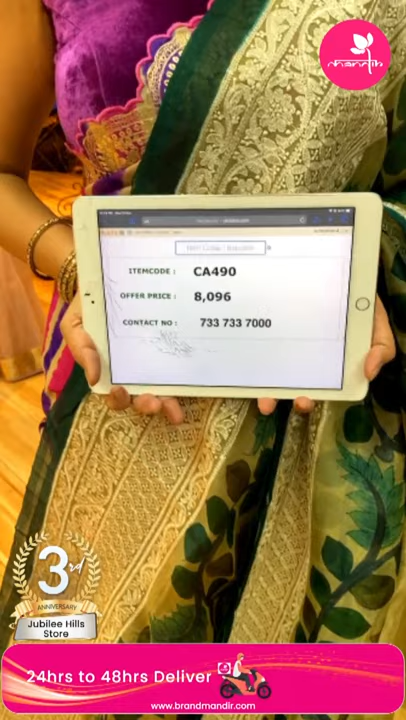 mandir
ITEMCODE : CA490
OFFER PRICE : 8,096
CONTACT NO : 733 733 7000
3rd
ANNIVERSARY
Jubilee Hills
Store
24hrs to 48hrs Deliver
www.brandmandir.com